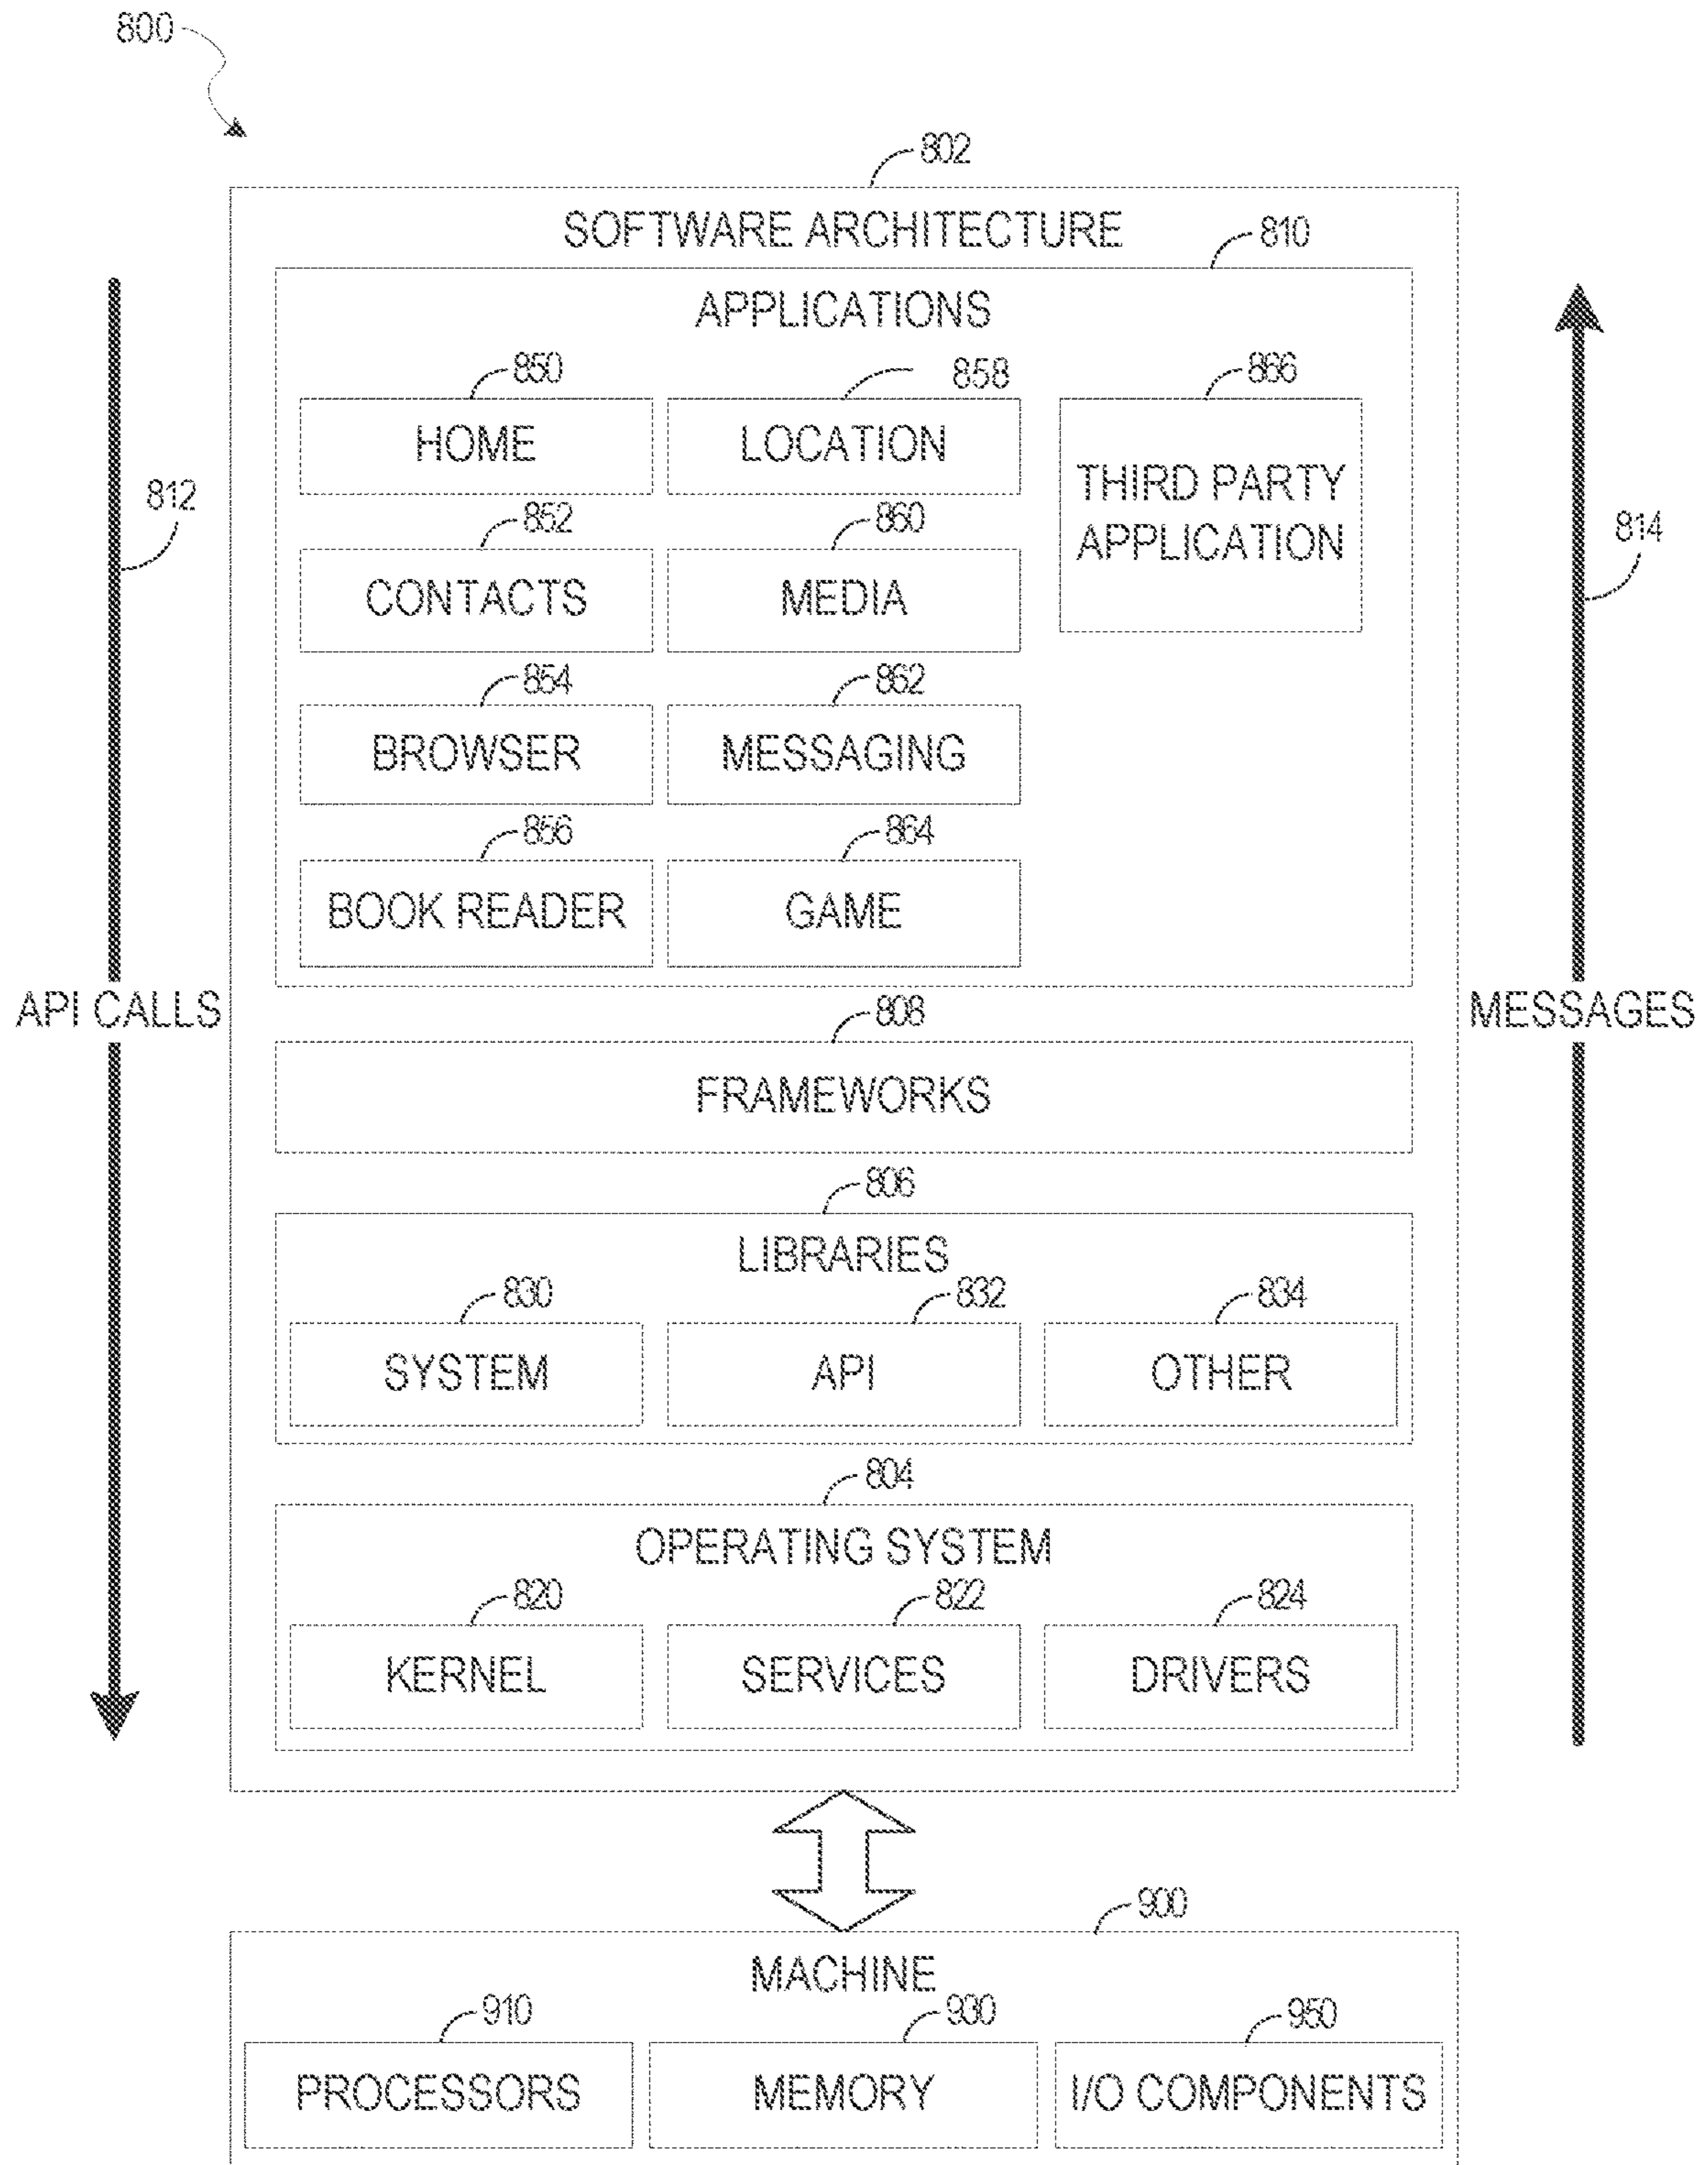 800
802
SOFTWARE ARCHITECTURE
810
APPLICATIONS
850
858
866
HOME
LOCATION
THIRD PARTY
APPLICATION
812
814
852
860
CONTACTS
MEDIA
854
862
BROWSER
MESSAGING
856
864
BOOK READER
GAME
API CALLS
MESSAGES
808
FRAMEWORKS
806
LIBRARIES
830
832
834
SYSTEM
API
OTHER
804
OPERATING SYSTEM
820
822
824
KERNEL
SERVICES
DRIVERS
900
MACHINE
910
930
950
PROCESSORS
MEMORY
I/O COMPONENTS